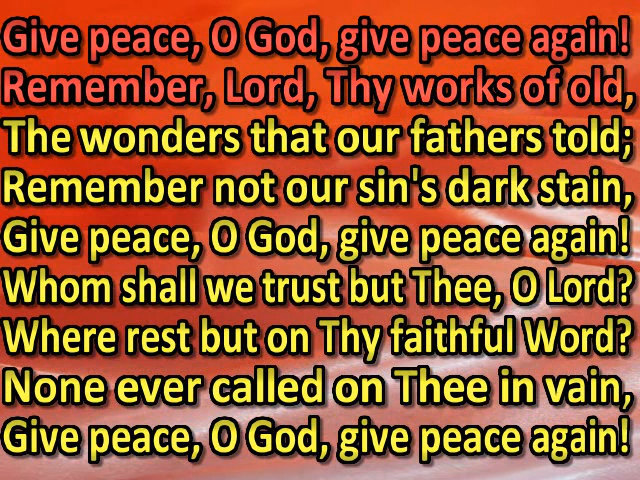 Give peace, O God, give peace again!
Remember, Lord, Thy works of old,
The wonders that our fathers told;
Remember not our sin's dark stain,
Give peace, O God, give peace again!
Whom shall we trust but Thee, O Lord?
Where rest but on Thy faithful Word?
None ever called on Thee in vain,
Give peace, O God, give peace again!